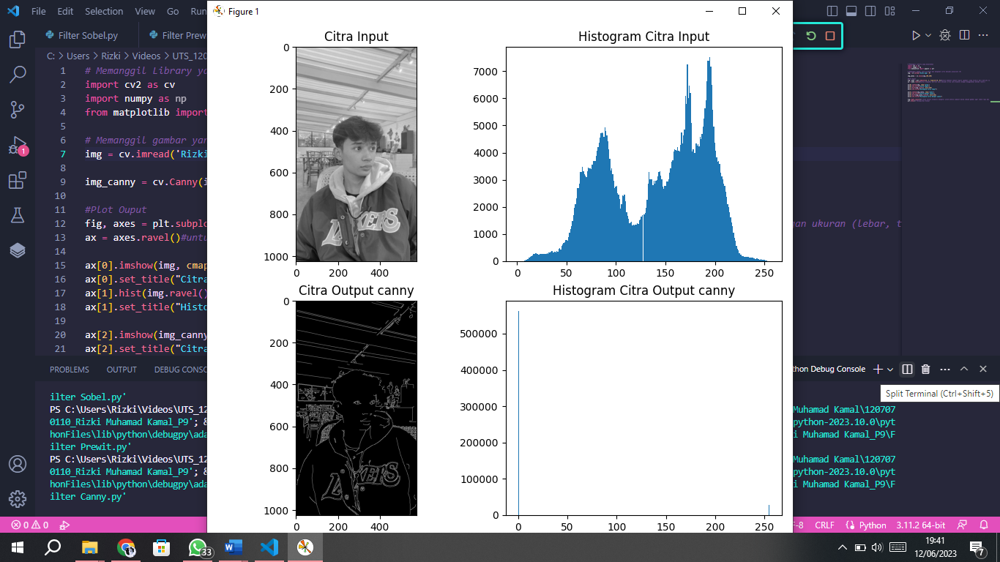 File Edit Selection View Go Run
Figure 1
Filter Sobel.py
Filter Prew
C: > Users > Rizki > Videos > UTS_120
1 # Memanggil Library ya
2 import cv2 as cv
3 import numpy as np
4 from matplotlib import
5
6 # Memanggil gambar yan
7 img = cv.imread('Rizki
8
9 img_canny = cv.Canny(i
10
11 #Plot Ouput
12 fig, axes = plt.subplo
13 ax = axes.ravel()#untu
14
15 ax[0].imshow(img, cmap
16 ax[0].set_title("Citra
17 ax[1].hist(img.ravel()
18 ax[1].set_title("Histo
19
20 ax[2].imshow(img_canny
21 ax[2].set_title("Citra
an ukuran (lebar, t
Citra Input
0
200
400
600
800
1000
0 200 400
LAKERS
Histogram Citra Input
7000
6000
5000
4000
3000
2000
1000
0
0 50 100 150 200 250
Citra Output canny
0
200
400
600
800
1000
0 200 400
LAKERS
Histogram Citra Output canny
500000
400000
300000
200000
100000
0
0 50 100 150 200 250
PROBLEMS OUTPUT DEBUG CONSO
thon Debug Console
Split Terminal (Ctrl+Shift+5)
ilter Sobel.py'
PS C:\Users\Rizki\Videos\UTS_12
Muhamad Kamal\120707
0110_Rizki Muhamad Kamal_P9'; &
python-2023.10.0\pyt
honFiles\lib\python\debugpy\ada
i Muhamad Kamal_P9\F
ilter Prewit.py'
PS C:\Users\Rizki\Videos\UTS_12
Muhamad Kamal\120707
0110_Rizki Muhamad Kamal_P9'; &
python-2023.10.0\pyt
honFiles\lib\python\debugpy\ada
i Muhamad Kamal_P9\F
ilter Canny.py'
1
0 0
F-8 CRLF Python 3.11.2 64-bit
33
19:41
12/06/2023
7